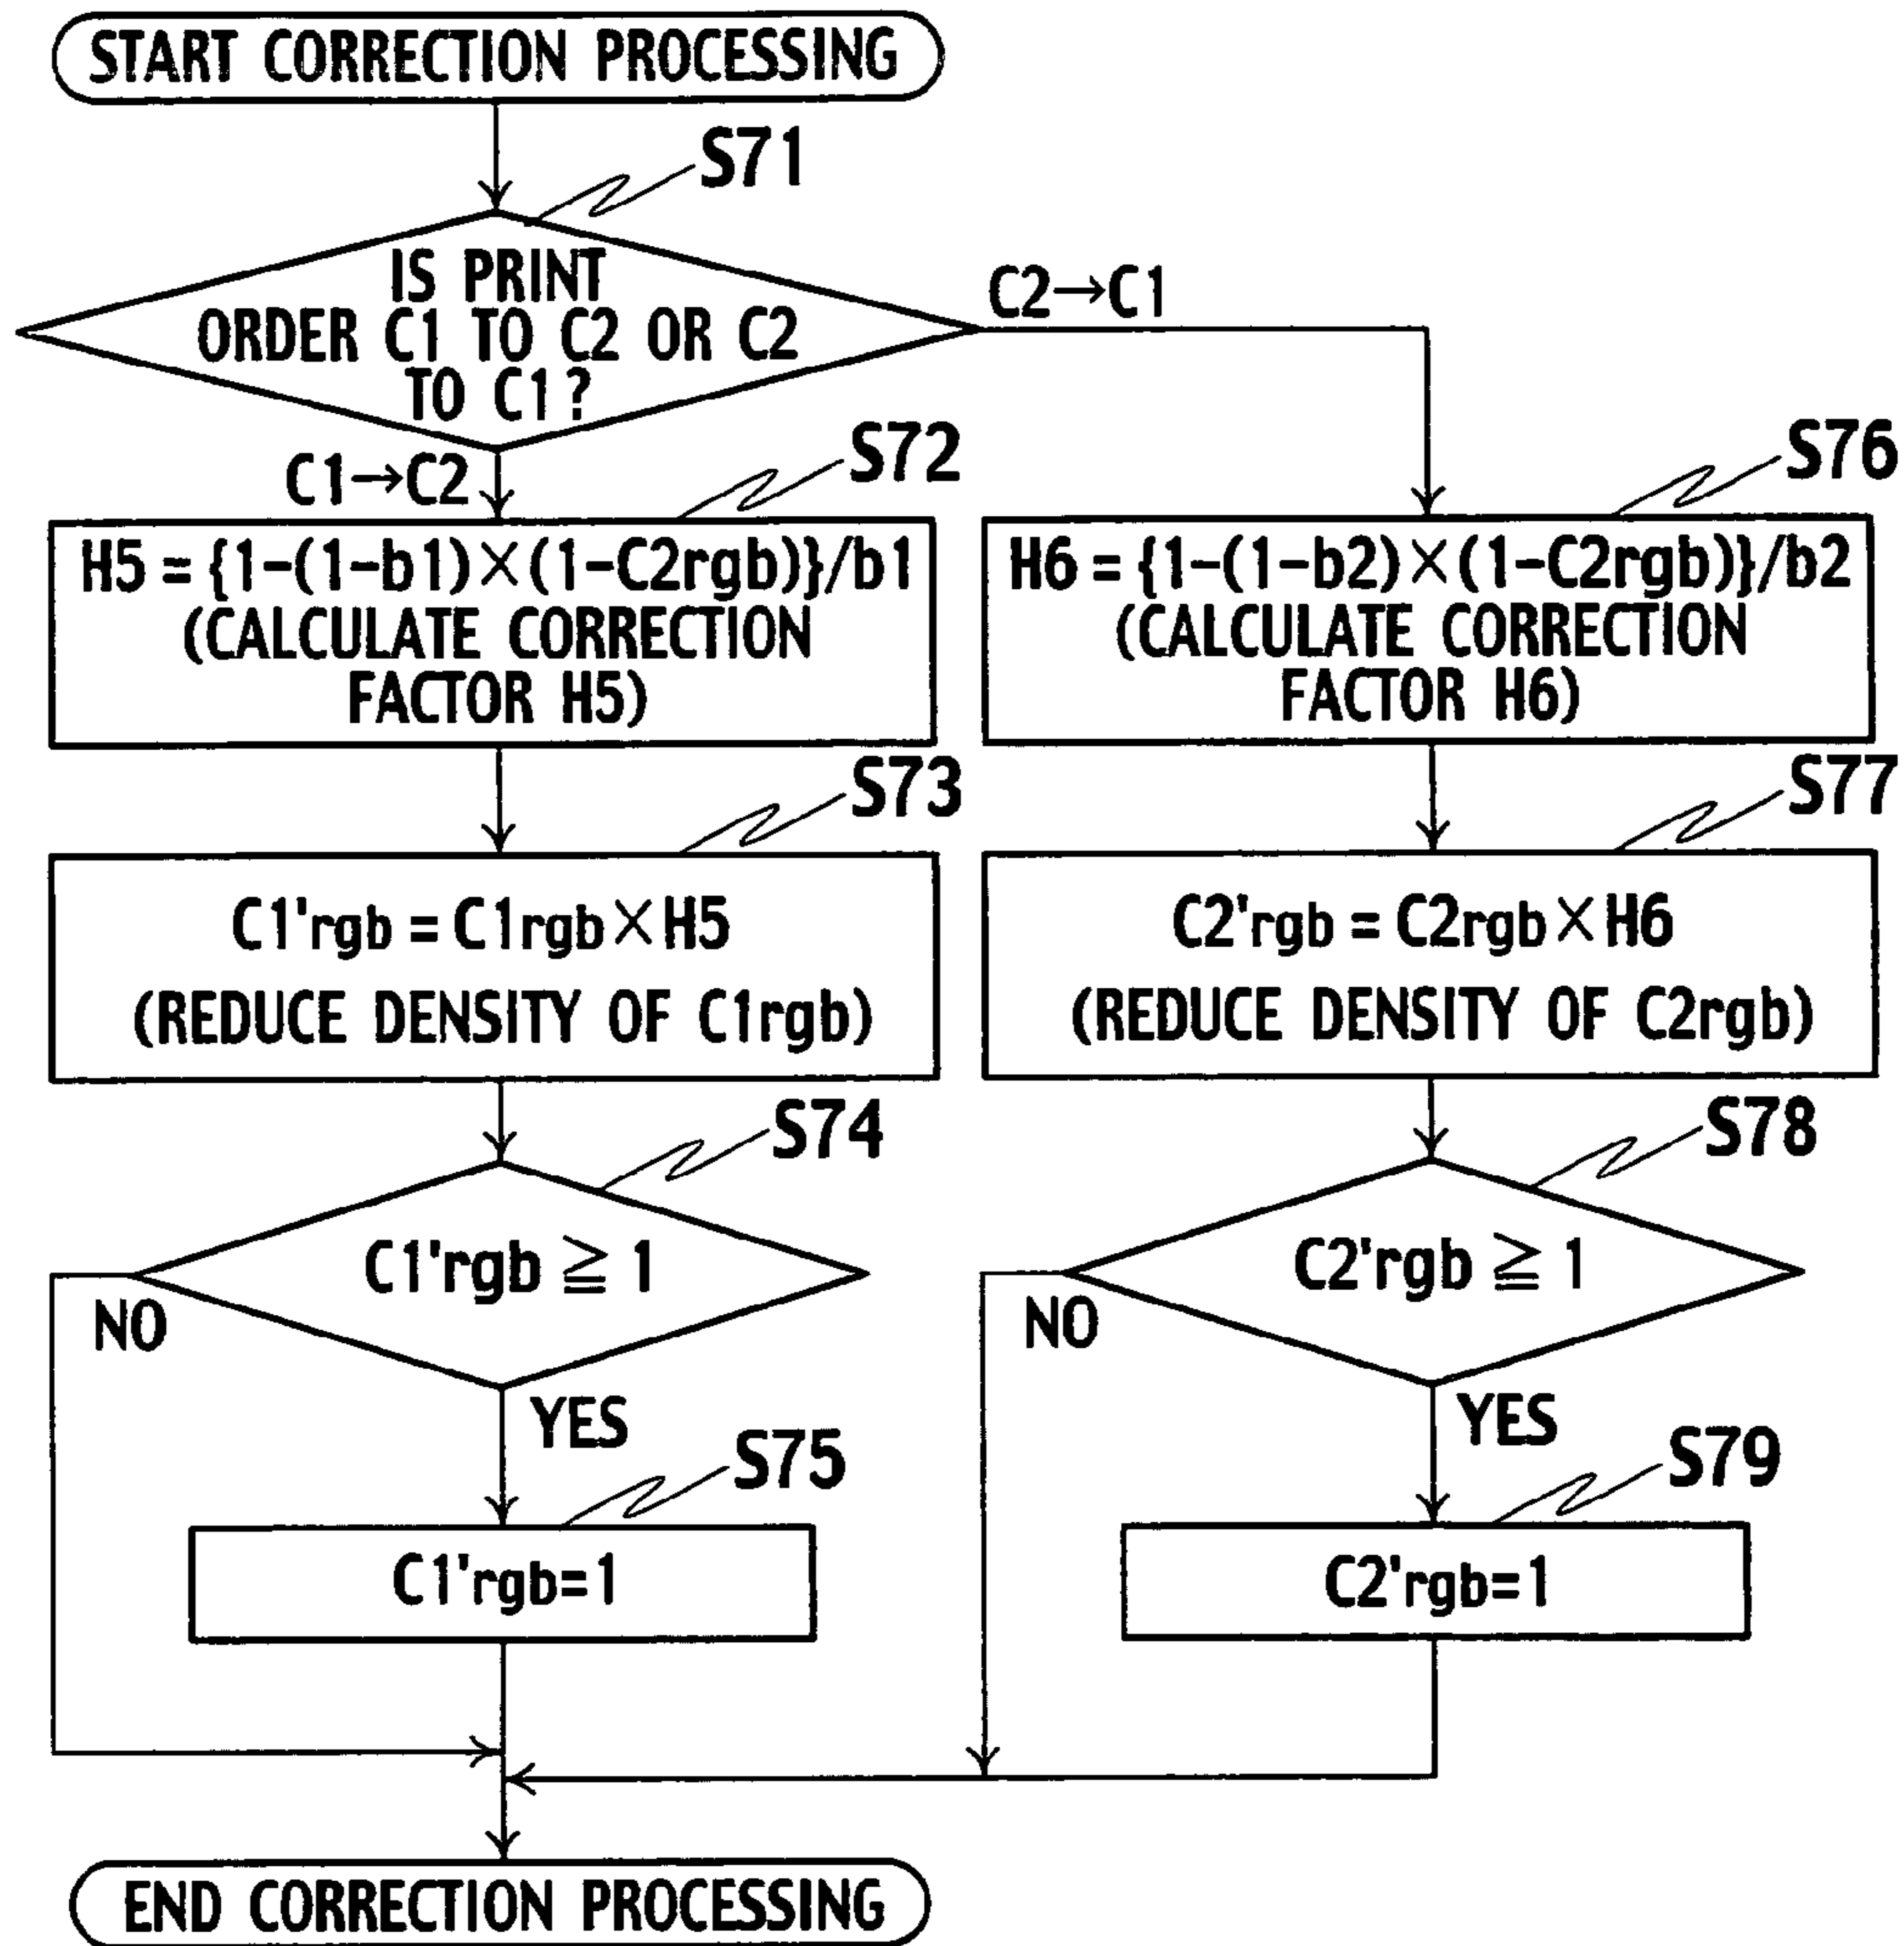 START CORRECTION PROCESSING
S71
IS PRINT
ORDER C1 TO C2 OR C2
TO C1?
C2→C1
C1→C2
S72
H5={1-(1-b1)×(1-C2rgb)}/b1
(CALCULATE CORRECTION
FACTOR H5)
S76
H6={1-(1-b2)×(1-C2rgb)}/b2
(CALCULATE CORRECTION
FACTOR H6)
S73
C1'rgb=C1rgb×H5
(REDUCE DENSITY OF C1rgb)
S77
C2'rgb=C2rgb×H6
(REDUCE DENSITY OF C2rgb)
S74
C1'rgb≧1
NO
YES
S78
C2'rgb≧1
NO
YES
S75
C1'rgb=1
S79
C2'rgb=1
END CORRECTION PROCESSING